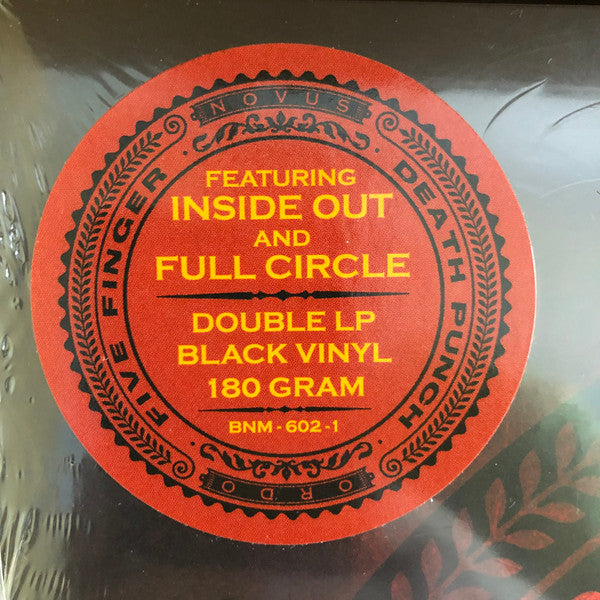 NOVUS
FIVE FINGER
DEATH PUNCH
FEATURING
INSIDE OUT
AND
FULL CIRCLE
DOUBLE LP
BLACK VINYL
180 GRAM
BNM - 602 - 1
ORDO